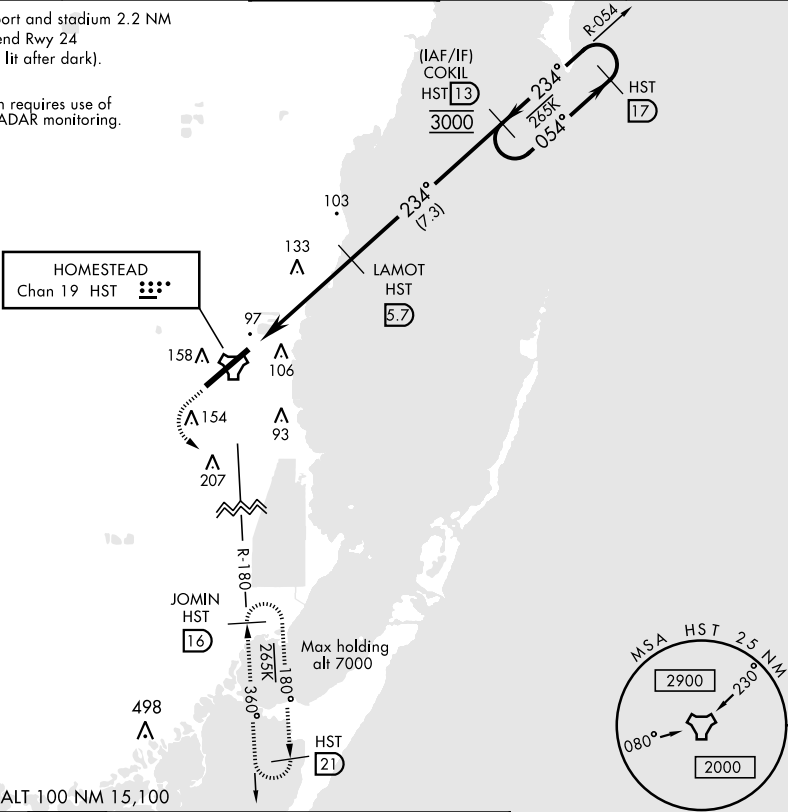 ort and stadium 2.2 NM
end Rwy 24
lit after dark).
requires use of
ADAR monitoring.
(IAF/IF)
COKIL
HST 13
3000
R-054
234°
265K
054°
HST
17
234°
(7.3)
103
133
LAMOT
HST
5.7
HOMESTEAD
Chan 19 HST
97
158
106
154
93
207
R-180
JOMIN
HST
16
Max holding
alt 7000
265K
180°
360°
498
HST
21
MSA HST 25 NM
2900
230°
080°
2000
ALT 100 NM 15,100